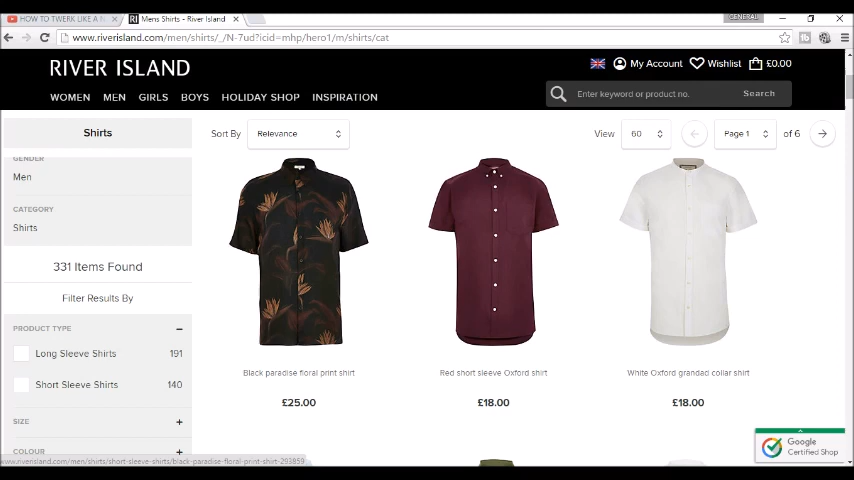 HOW TO TWERK LIKE A N
Mens Shirts - River Island
GENERAL
www.riverisland.com/men/shirts/_/N-7ud?icid=mhp/hero1/m/shirts/cat
RIVER ISLAND
My Account
Wishlist
£0.00
WOMEN MEN GIRLS BOYS HOLIDAY SHOP INSPIRATION
Enter keyword or product no.
Search
Shirts
Sort By
Relevance
View
60
Page 1
of 6
GENDER
Men
CATEGORY
Shirts
331 Items Found
Filter Results By
PRODUCT TYPE
Long Sleeve Shirts 191
Short Sleeve Shirts 140
SIZE
COLOUR
Black paradise floral print shirt
£25.00
Red short sleeve Oxford shirt
£18.00
White Oxford grandad collar shirt
£18.00
Google
Certified Shop
www.riverisland.com/men/shirts/short-sleeve-shirts/black-paradise-floral-print-shirt-293859